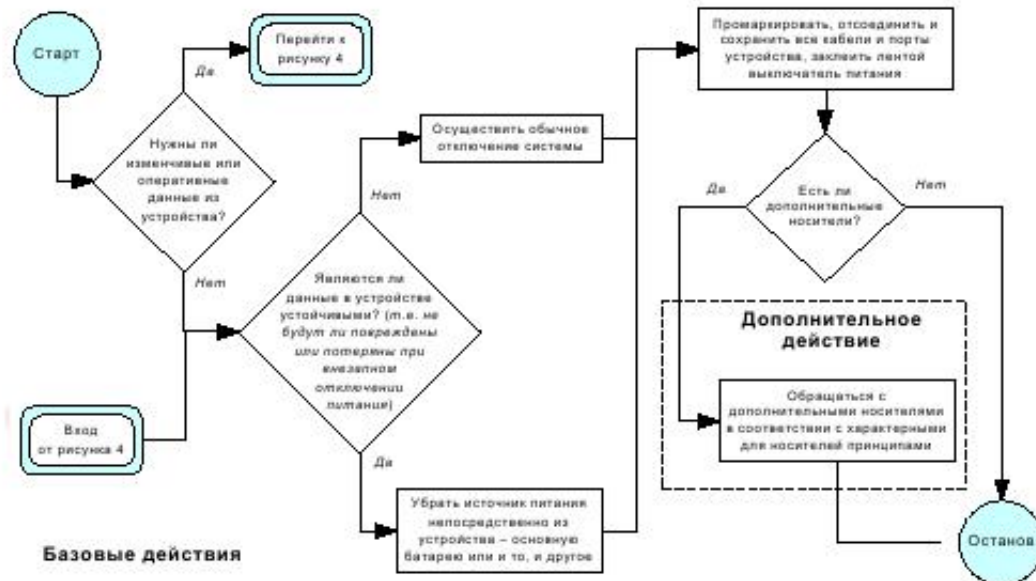 Старт
Перейти к
рисунку 4
Да
Нужны ли
изменчивые или
оперативные
данные из
устройства?
Нет
Вход
от рисунка 4
Базовые действия
Осуществить обычное
отключение системы
Нет
Являются ли
данные в устройстве
устойчивыми? (т.е. не
будут ли повреждены
или потеряны при
внезапном
отключении
питания)
Да
Убрать источник питания
непосредственно из
устройства – основную
батарею или и то, и другое
Промаркировать, отсоединить и
сохранить все кабели и порты
устройства, заклеить лентой
выключатель питания
Да
Есть ли
дополнительные
носители?
Нет
Дополнительное
действие
Обращаться с
дополнительными носителями
в соответствии с характерными
для носителей принципами
Останов